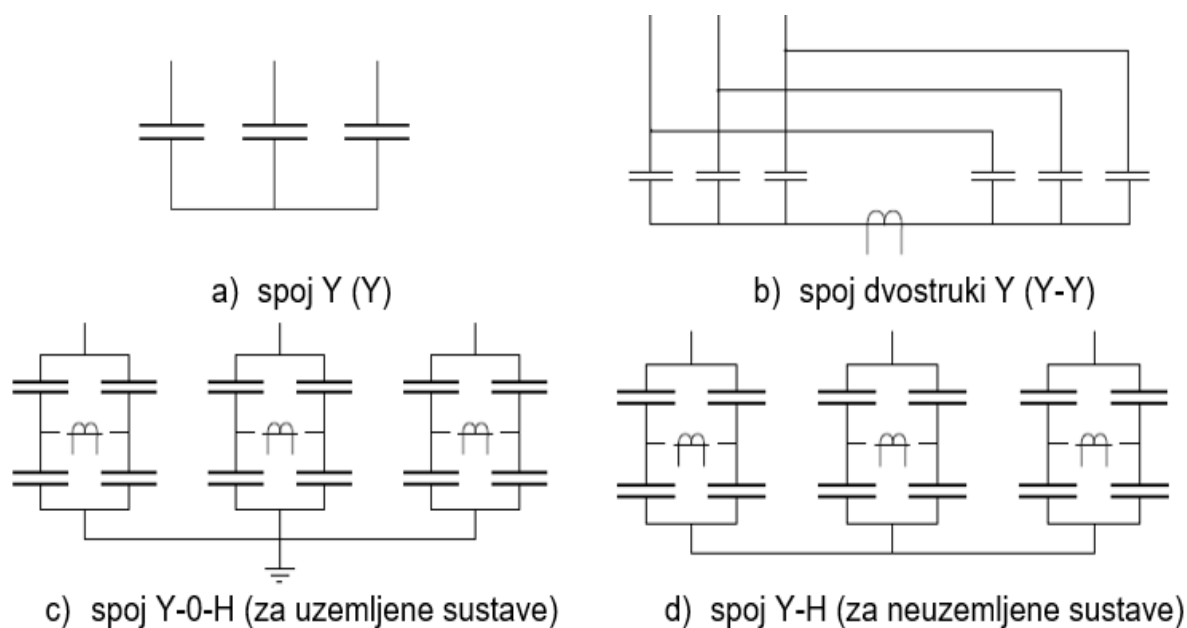 a) spoj Y (Y)
b) spoj dvostruki Y (Y-Y)
c) spoj Y-0-H (za uzemljene sustave)
d) spoj Y-H (za neuzemljene sustave)